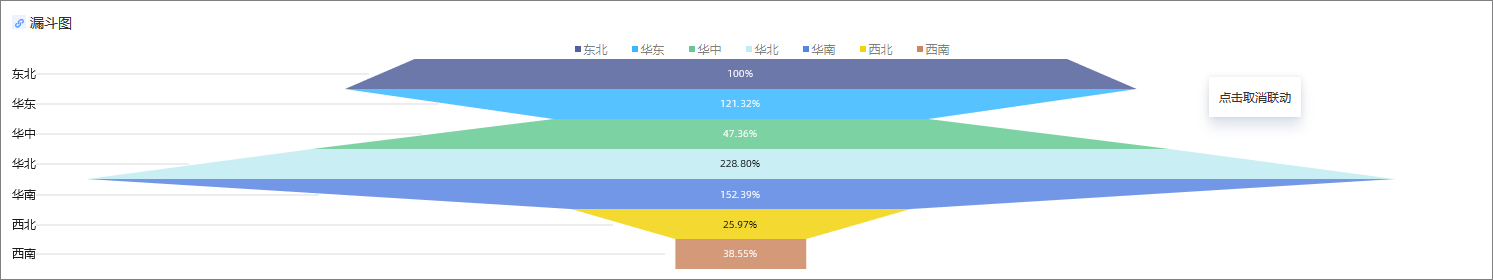 漏斗图
东北 华东 华中 华北 华南 西北 西南
东北 100%
点击取消联动
华东 121.32%
华中 47.36%
华北 228.80%
华南 152.39%
西北 25.97%
西南 38.55%